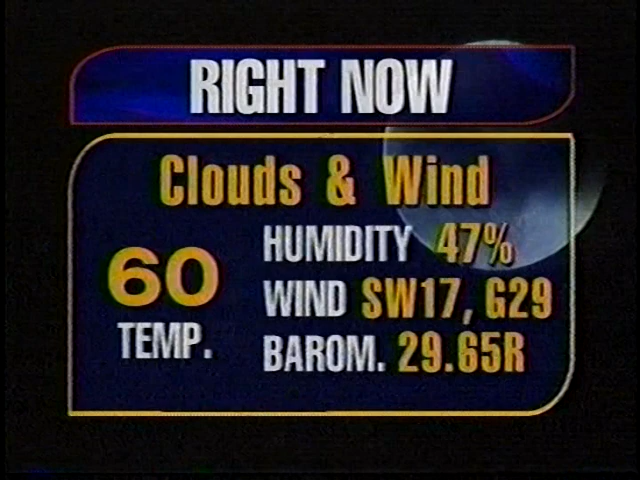 RIGHT NOW
Clouds & Wind
60
TEMP.
HUMIDITY 47%
WIND SW17, G29
BAROM. 29.65R